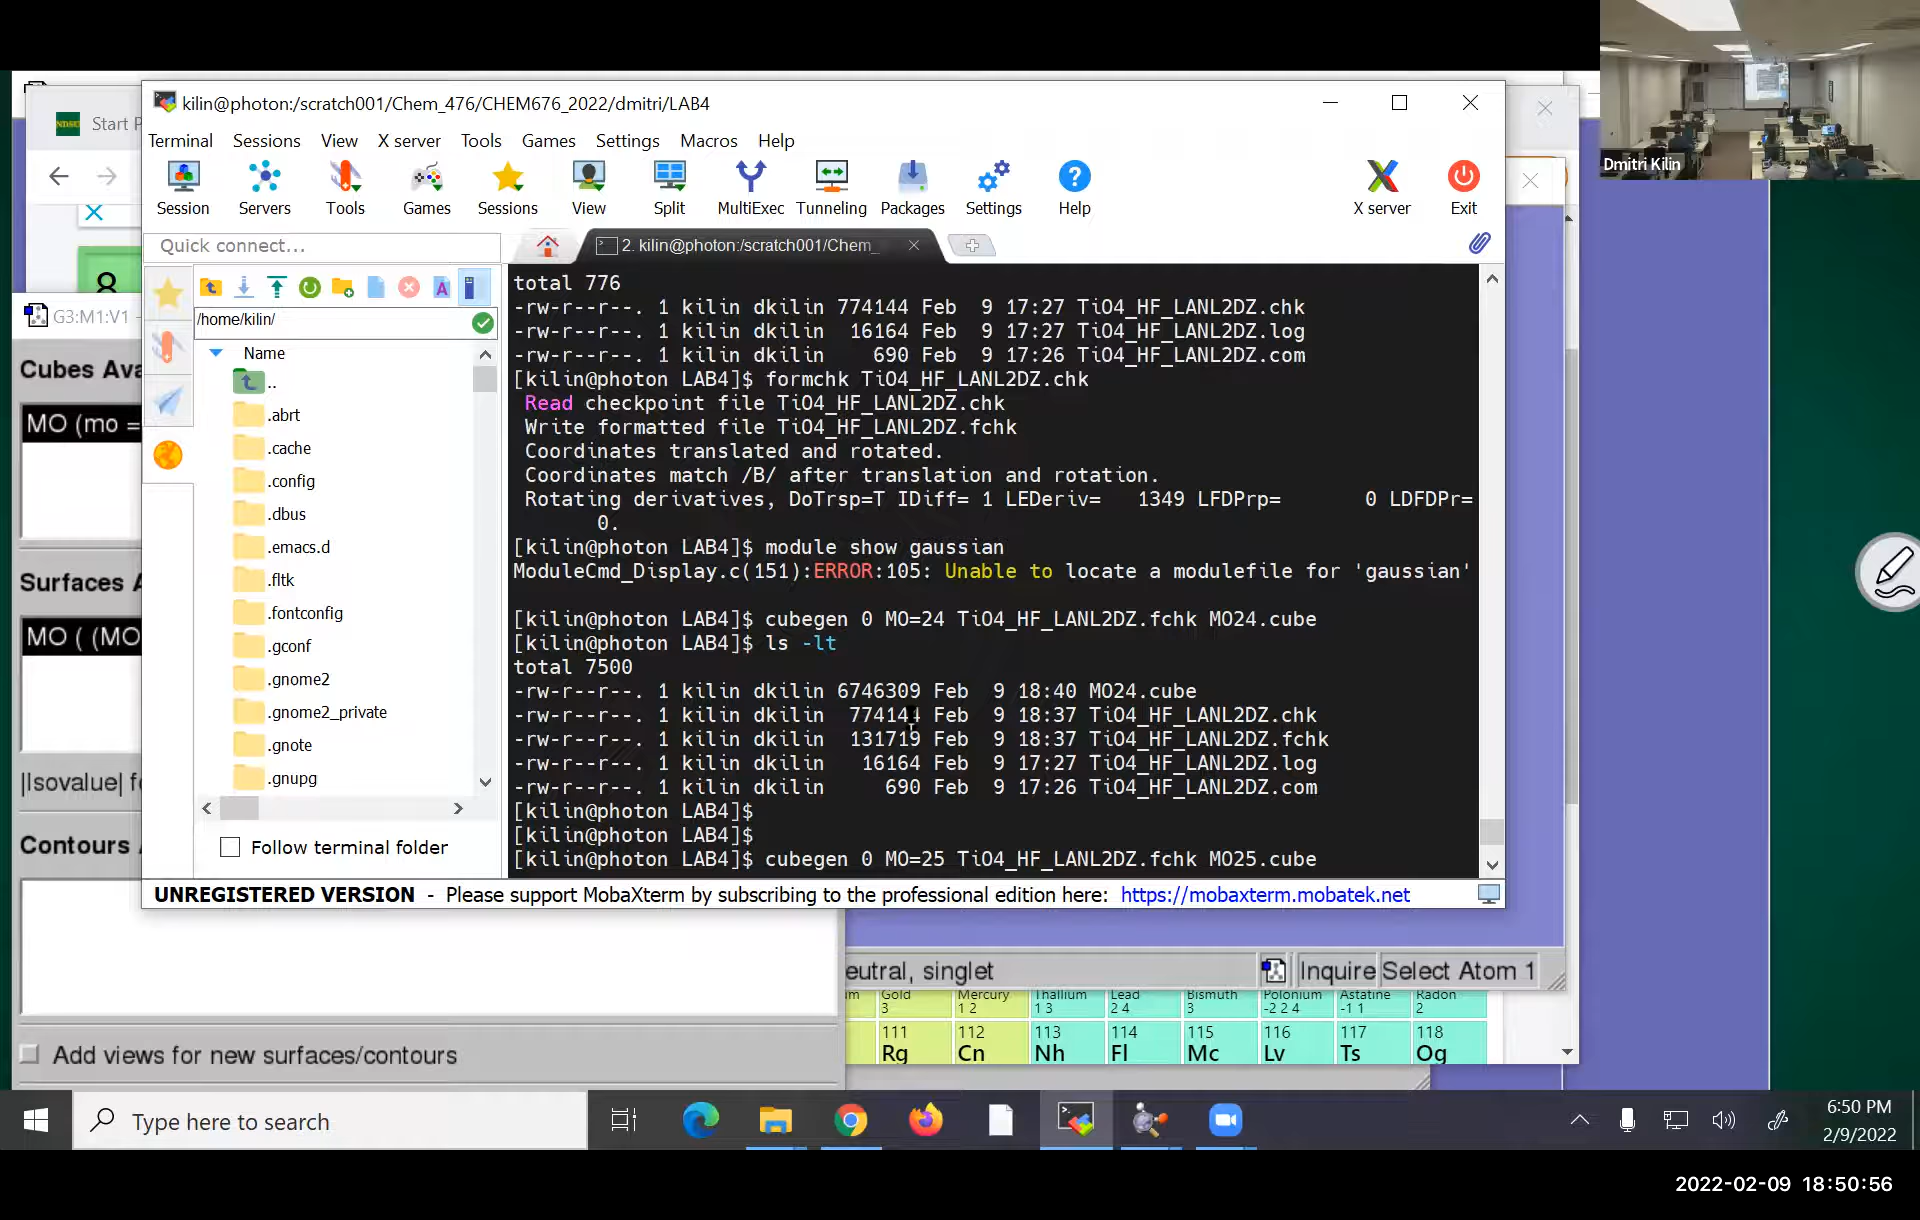 kilin@photon:/scratch001/Chem_476/CHEM676_2022/dmitri/LAB4
Dmitri Kilin
Start P
Terminal Sessions View X server Tools Games Settings Macros Help
Session Servers Tools Games Sessions View Split MultiExec Tunneling Packages Settings Help X server Exit
Quick connect...
2. kilin@photon:/scratch001/Chem_
/home/kilin/
Name
..
.abrt
.cache
.config
.dbus
.emacs.d
.fltk
.fontconfig
.gconf
.gnome2
.gnome2_private
.gnote
.gnupg
Follow terminal folder
G3:M1:V1
Cubes Ava
MO (mo =
Surfaces A
MO ( (MO
|Isovalue| fo
Contours
Add views for new surfaces/contours
total 776
-rw-r--r--. 1 kilin dkilin 774144 Feb  9 17:27 TiO4_HF_LANL2DZ.chk
-rw-r--r--. 1 kilin dkilin  16164 Feb  9 17:27 TiO4_HF_LANL2DZ.log
-rw-r--r--. 1 kilin dkilin    690 Feb  9 17:26 TiO4_HF_LANL2DZ.com
[kilin@photon LAB4]$ formchk TiO4_HF_LANL2DZ.chk
Read checkpoint file TiO4_HF_LANL2DZ.chk
Write formatted file TiO4_HF_LANL2DZ.fchk
Coordinates translated and rotated.
Coordinates match /B/ after translation and rotation.
Rotating derivatives, DoTrsp=T IDiff= 1 LEDeriv=   1349 LFDPrp=       0 LDFDPr=
0.
[kilin@photon LAB4]$ module show gaussian
ModuleCmd_Display.c(151):ERROR:105: Unable to locate a modulefile for 'gaussian'
[kilin@photon LAB4]$ cubegen 0 MO=24 TiO4_HF_LANL2DZ.fchk MO24.cube
[kilin@photon LAB4]$ ls -lt
total 7500
-rw-r--r--. 1 kilin dkilin 6746309 Feb  9 18:40 MO24.cube
-rw-r--r--. 1 kilin dkilin  774144 Feb  9 18:37 TiO4_HF_LANL2DZ.chk
-rw-r--r--. 1 kilin dkilin  131719 Feb  9 18:37 TiO4_HF_LANL2DZ.fchk
-rw-r--r--. 1 kilin dkilin   16164 Feb  9 17:27 TiO4_HF_LANL2DZ.log
-rw-r--r--. 1 kilin dkilin     690 Feb  9 17:26 TiO4_HF_LANL2DZ.com
[kilin@photon LAB4]$
[kilin@photon LAB4]$
[kilin@photon LAB4]$ cubegen 0 MO=25 TiO4_HF_LANL2DZ.fchk MO25.cube
UNREGISTERED VERSION - Please support MobaXterm by subscribing to the professional edition here: https://mobaxterm.mobatek.net
eutral, singlet Inquire Select Atom 1
m Gold Mercury Thallium Lead Bismuth Polonium Astatine Radon
3 1 2 1 3 2 4 3 -2 2 4 -1 1 2
111 112 113 114 115 116 117 118
Rg Cn Nh Fl Mc Lv Ts Og
Type here to search
6:50 PM
2/9/2022
2022-02-09 18:50:56